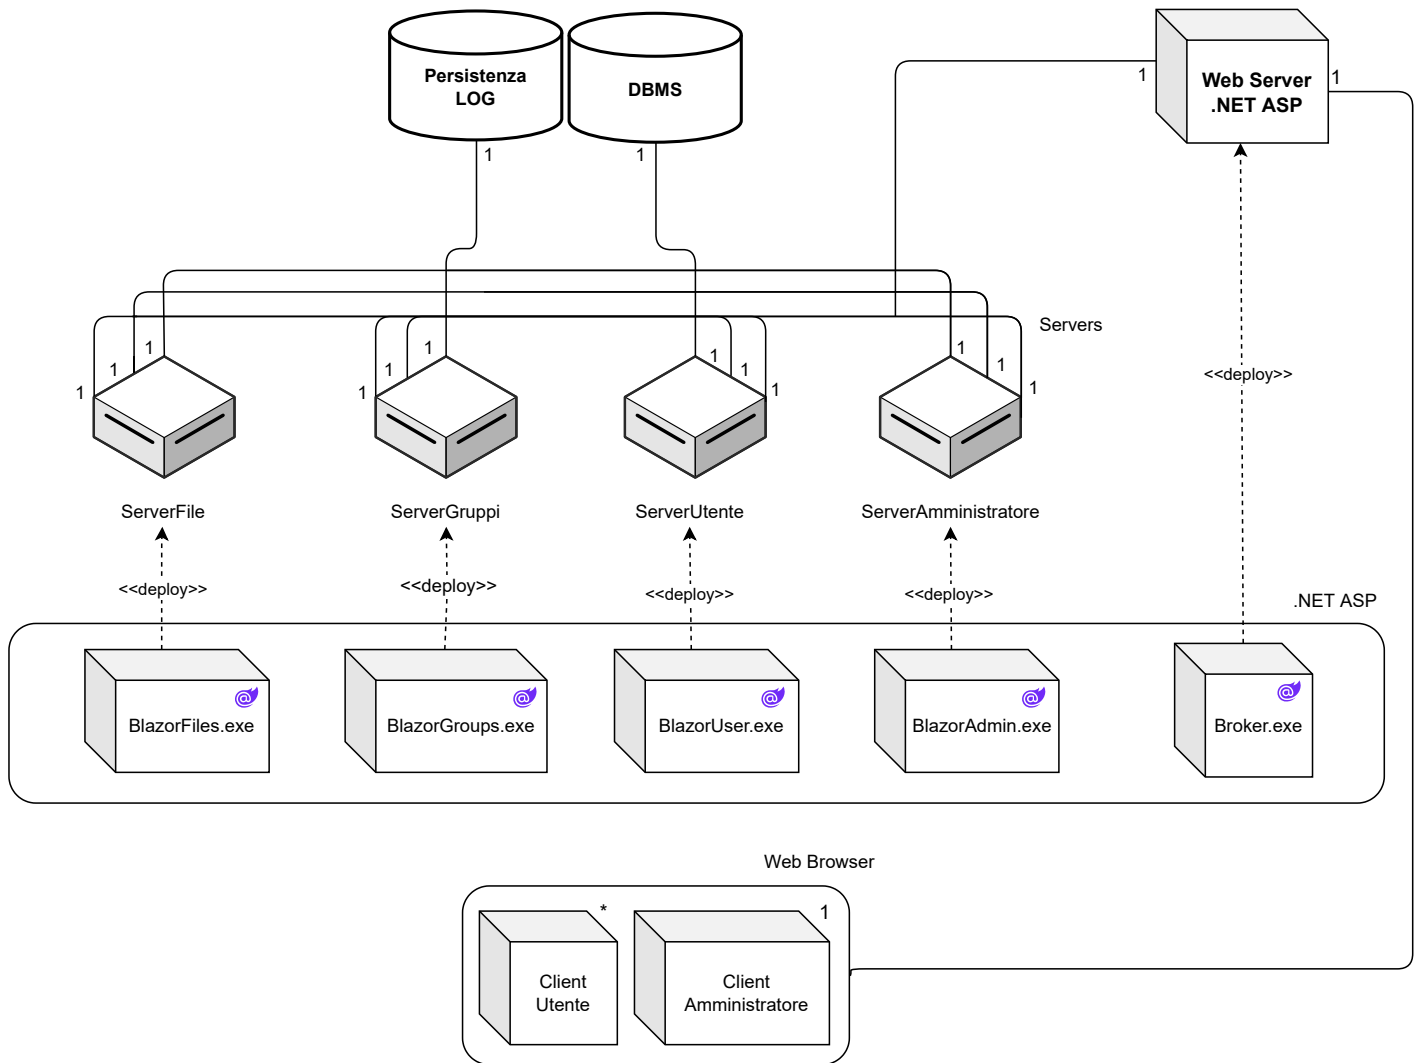 Persistenza
LOG
DBMS
Web Server
.NET ASP
1
1
1
1
Servers
1
1
1
1
1
1
1
1
1
1
1
1
<<deploy>>
ServerFile
ServerGruppi
ServerUtente
ServerAmministratore
<<deploy>>
<<deploy>>
<<deploy>>
<<deploy>>
.NET ASP
BlazorFiles.exe
BlazorGroups.exe
BlazorUser.exe
BlazorAdmin.exe
Broker.exe
Web Browser
*
1
Client
Utente
Client
Amministratore